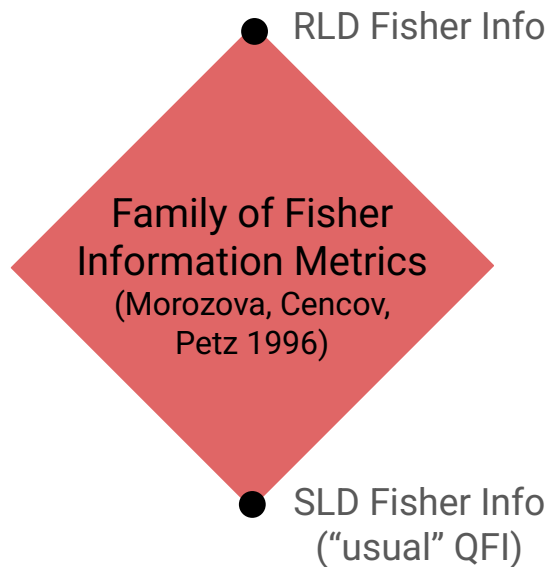 RLD Fisher Info
Family of Fisher
Information Metrics
(Morozova, Cencov,
Petz 1996)
SLD Fisher Info
(“usual” QFI)